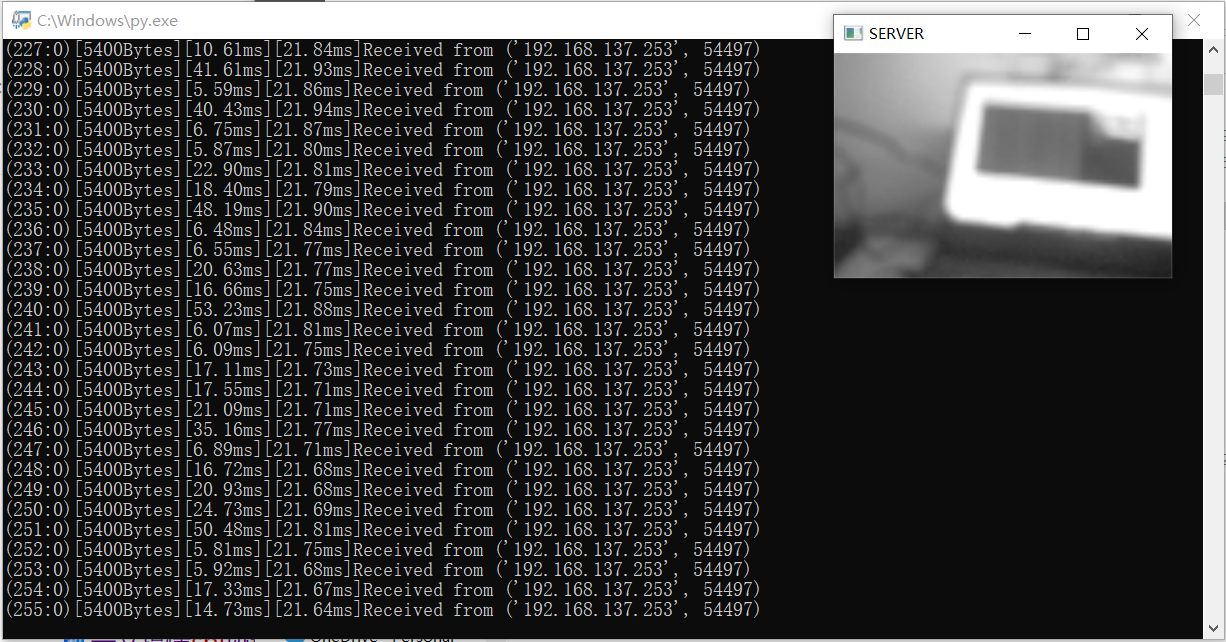 C:\Windows\py.exe
SERVER
(227:0)[5400Bytes][10.61ms][21.84ms]Received from ('192.168.137.253', 54497)
(228:0)[5400Bytes][41.61ms][21.93ms]Received from ('192.168.137.253', 54497)
(229:0)[5400Bytes][5.59ms][21.86ms]Received from ('192.168.137.253', 54497)
(230:0)[5400Bytes][40.43ms][21.94ms]Received from ('192.168.137.253', 54497)
(231:0)[5400Bytes][6.75ms][21.87ms]Received from ('192.168.137.253', 54497)
(232:0)[5400Bytes][5.87ms][21.80ms]Received from ('192.168.137.253', 54497)
(233:0)[5400Bytes][22.90ms][21.81ms]Received from ('192.168.137.253', 54497)
(234:0)[5400Bytes][18.40ms][21.79ms]Received from ('192.168.137.253', 54497)
(235:0)[5400Bytes][48.19ms][21.90ms]Received from ('192.168.137.253', 54497)
(236:0)[5400Bytes][6.48ms][21.84ms]Received from ('192.168.137.253', 54497)
(237:0)[5400Bytes][6.55ms][21.77ms]Received from ('192.168.137.253', 54497)
(238:0)[5400Bytes][20.63ms][21.77ms]Received from ('192.168.137.253', 54497)
(239:0)[5400Bytes][16.66ms][21.75ms]Received from ('192.168.137.253', 54497)
(240:0)[5400Bytes][53.23ms][21.88ms]Received from ('192.168.137.253', 54497)
(241:0)[5400Bytes][6.07ms][21.81ms]Received from ('192.168.137.253', 54497)
(242:0)[5400Bytes][6.09ms][21.75ms]Received from ('192.168.137.253', 54497)
(243:0)[5400Bytes][17.11ms][21.73ms]Received from ('192.168.137.253', 54497)
(244:0)[5400Bytes][17.55ms][21.71ms]Received from ('192.168.137.253', 54497)
(245:0)[5400Bytes][21.09ms][21.71ms]Received from ('192.168.137.253', 54497)
(246:0)[5400Bytes][35.16ms][21.77ms]Received from ('192.168.137.253', 54497)
(247:0)[5400Bytes][6.89ms][21.71ms]Received from ('192.168.137.253', 54497)
(248:0)[5400Bytes][16.72ms][21.68ms]Received from ('192.168.137.253', 54497)
(249:0)[5400Bytes][20.93ms][21.68ms]Received from ('192.168.137.253', 54497)
(250:0)[5400Bytes][24.73ms][21.69ms]Received from ('192.168.137.253', 54497)
(251:0)[5400Bytes][50.48ms][21.81ms]Received from ('192.168.137.253', 54497)
(252:0)[5400Bytes][5.81ms][21.75ms]Received from ('192.168.137.253', 54497)
(253:0)[5400Bytes][5.92ms][21.68ms]Received from ('192.168.137.253', 54497)
(254:0)[5400Bytes][17.33ms][21.67ms]Received from ('192.168.137.253', 54497)
(255:0)[5400Bytes][14.73ms][21.64ms]Received from ('192.168.137.253', 54497)
OneDrive - Personal